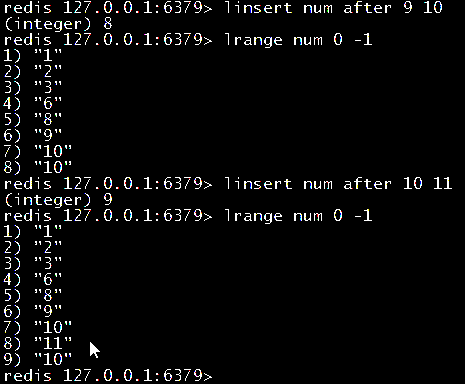 redis 127.0.0.1:6379> linsert num after 9 10
(integer) 8
redis 127.0.0.1:6379> lrange num 0 -1
1) "1"
2) "2"
3) "3"
4) "6"
5) "8"
6) "9"
7) "10"
8) "10"
redis 127.0.0.1:6379> linsert num after 10 11
(integer) 9
redis 127.0.0.1:6379> lrange num 0 -1
1) "1"
2) "2"
3) "3"
4) "6"
5) "8"
6) "9"
7) "10"
8) "11"
9) "10"
redis 127.0.0.1:6379>